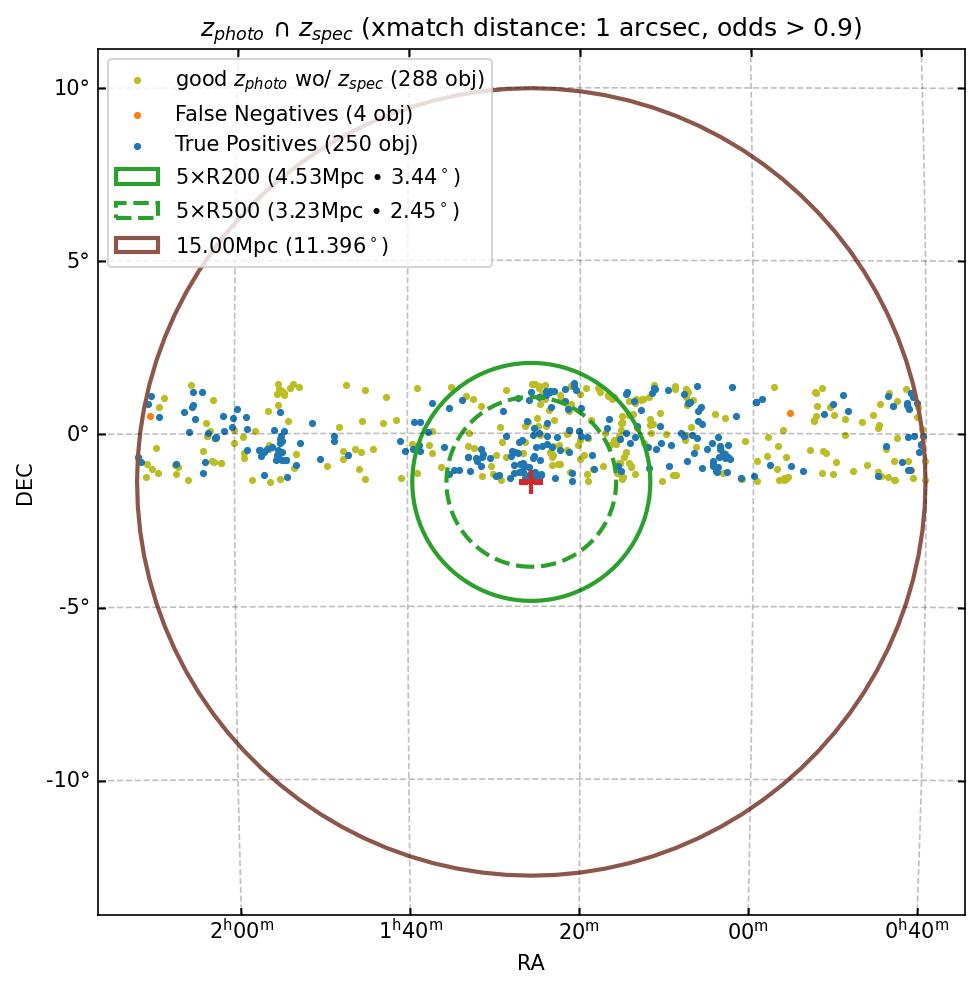 z_photo ∩ z_spec (xmatch distance: 1 arcsec, odds > 0.9)
good z_photo wo/ z_spec (288 obj)
False Negatives (4 obj)
True Positives (250 obj)
5×R200 (4.53Mpc • 3.44°)
5×R500 (3.23Mpc • 2.45°)
15.00Mpc (11.396°)
10°
5°
0°
-5°
-10°
DEC
2h00m
1h40m
20m
00m
0h40m
RA